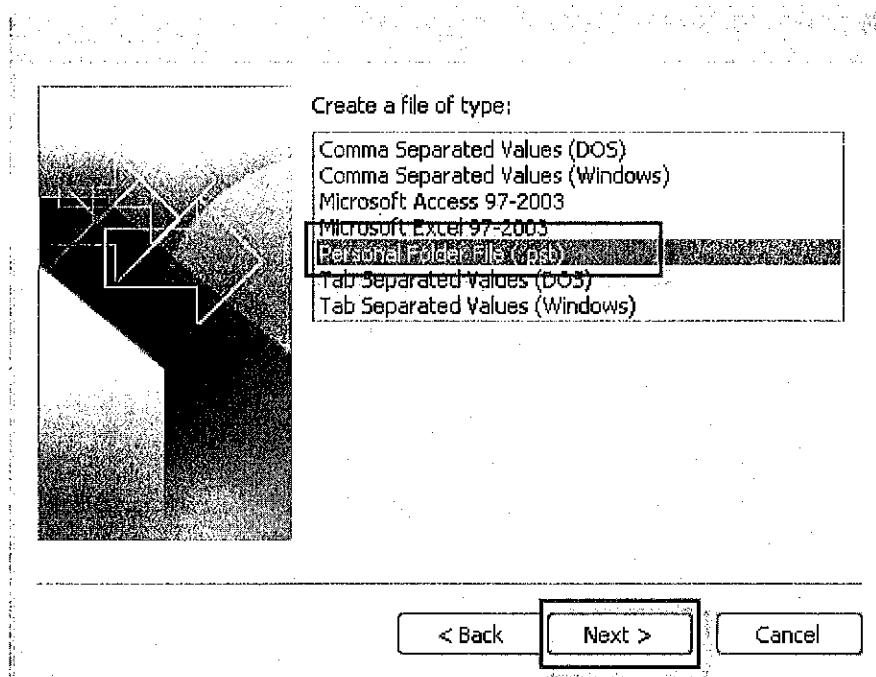 Create a file of type:
Comma Separated Values (DOS)
Comma Separated Values (Windows)
Microsoft Access 97-2003
Microsoft Excel 97-2003
Personal Folder File (.pst)
Tab Separated Values (DOS)
Tab Separated Values (Windows)
< Back
Next >
Cancel